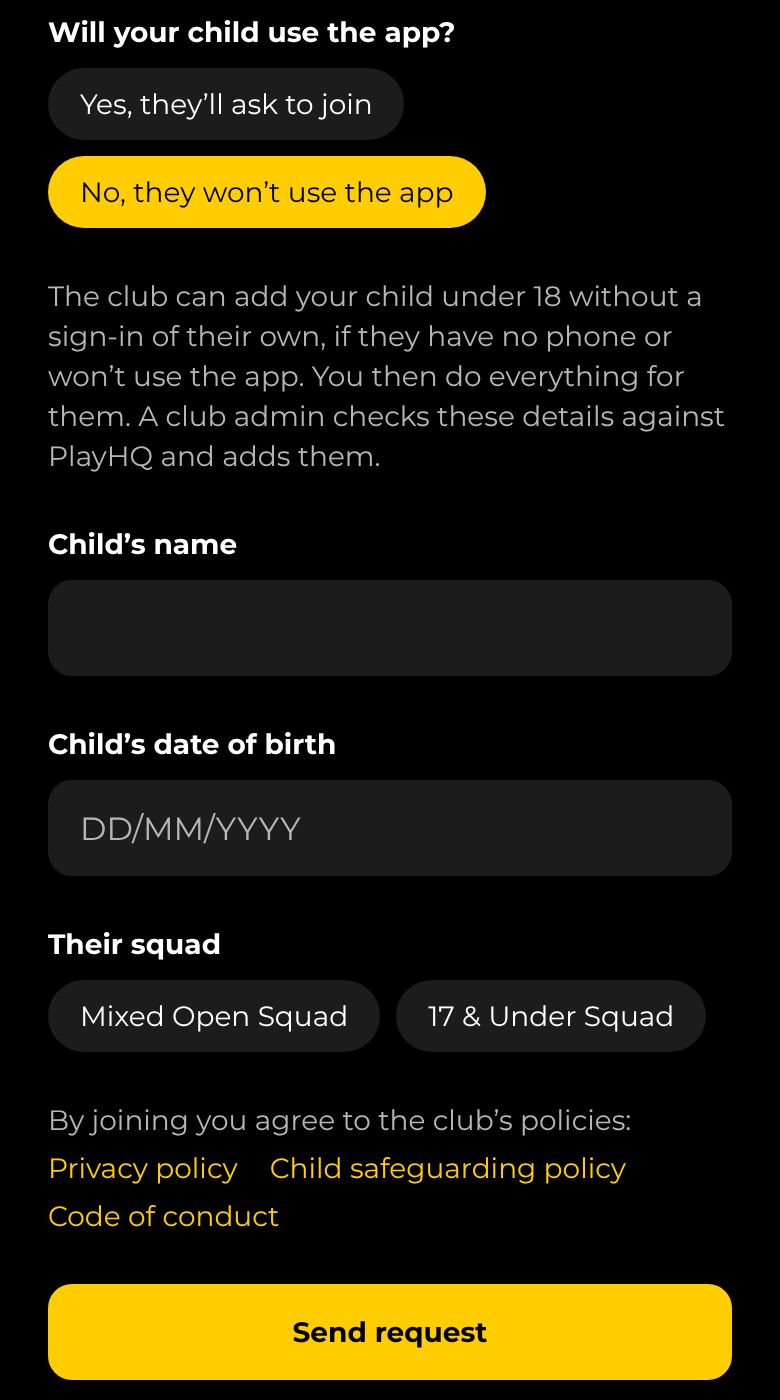 Will your child use the app?
Yes, they’ll ask to join
No, they won’t use the app
The club can add your child under 18 without a
sign-in of their own, if they have no phone or
won’t use the app. You then do everything for
them. A club admin checks these details against
PlayHQ and adds them.
Child’s name
Child’s date of birth
DD/MM/YYYY
Their squad
Mixed Open Squad 17 & Under Squad
By joining you agree to the club’s policies:
Privacy policy Child safeguarding policy
Code of conduct
Send request